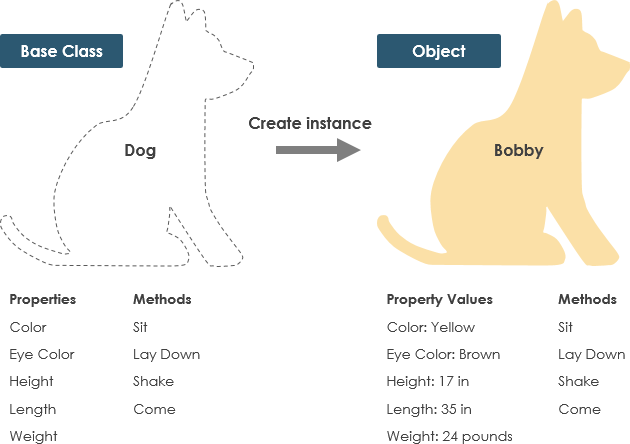 Base Class
Object
Create instance
Dog
Bobby
Properties Methods
Color Sit
Eye Color Lay Down
Height Shake
Length Come
Weight
Property Values Methods
Color: Yellow Sit
Eye Color: Brown Lay Down
Height: 17 in Shake
Length: 35 in Come
Weight: 24 pounds